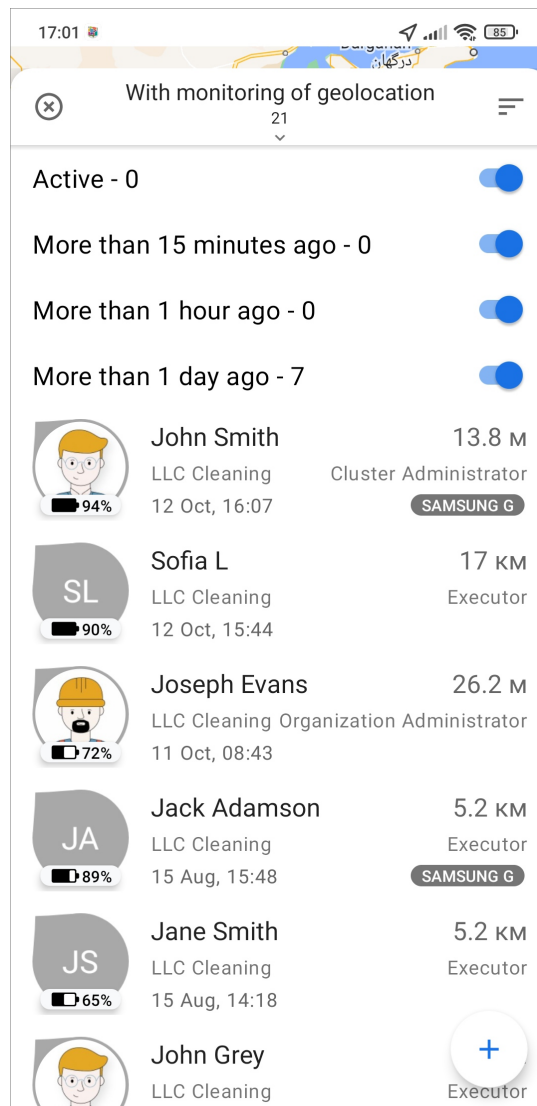 17:01
85
درگهان
With monitoring of geolocation
21
Active - 0
More than 15 minutes ago - 0
More than 1 hour ago - 0
More than 1 day ago - 7
John Smith 13.8 м
LLC Cleaning Cluster Administrator
94% 12 Oct, 16:07 SAMSUNG G
Sofia L 17 км
SL LLC Cleaning Executor
90% 12 Oct, 15:44
Joseph Evans 26.2 м
LLC Cleaning Organization Administrator
72% 11 Oct, 08:43
Jack Adamson 5.2 км
JA LLC Cleaning Executor
89% 15 Aug, 15:48 SAMSUNG G
Jane Smith 5.2 км
JS LLC Cleaning Executor
65% 15 Aug, 14:18
John Grey
LLC Cleaning Executor
+